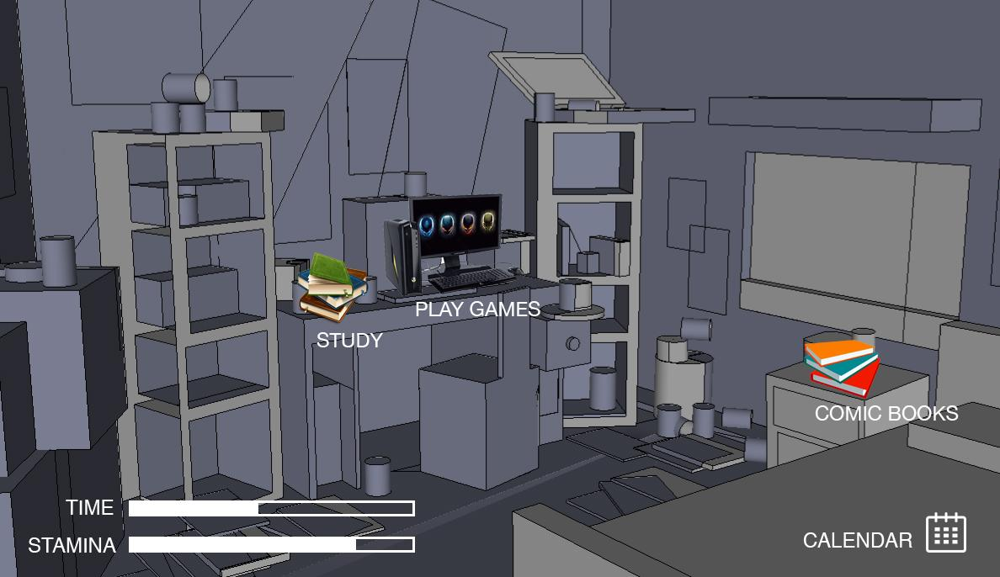 PLAY GAMES
STUDY
COMIC BOOKS
TIME
STAMINA
CALENDAR